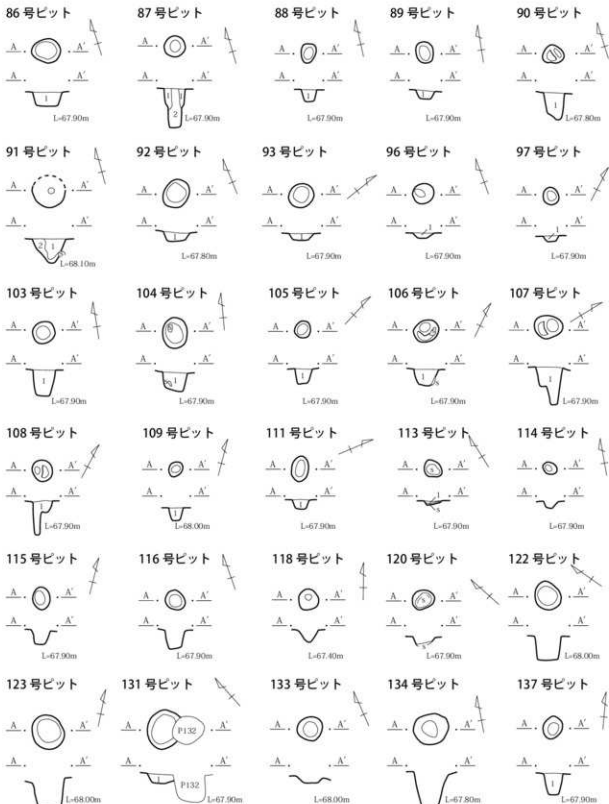 86 号ピット 87 号ピット 88 号ピット 89 号ピット 90 号ピット
A A' A A' A A' A A' A A'
A A' A A' A A' A A' A A'
1 1 1 2 1 1 1
L=67.90m L=67.90m L=67.90m L=67.90m L=67.80m
91 号ピット 92 号ピット 93 号ピット 96 号ピット 97 号ピット
A A' A A' A A' A A' A A'
A A' A A' A A' A A' A A'
2 1 1 1 1 1
L=68.10m L=67.80m L=67.90m L=67.90m L=67.90m
103 号ピット 104 号ピット 105 号ピット 106 号ピット 107 号ピット
A A' A A' A A' A A' A A'
A A' A A' A A' A A' A A'
1 1 1 1 s 1
L=67.90m L=67.90m L=67.90m L=67.90m L=67.90m
108 号ピット 109 号ピット 111 号ピット 113 号ピット 114 号ピット
A A' A A' A A' A s A' A A'
A A' A A' A A' A A' A A'
1 1 1 1 s
L=67.90m L=68.00m L=67.90m L=67.90m L=67.90m
115 号ピット 116 号ピット 118 号ピット 120 号ピット 122 号ピット
A A' A A' A A' A s A' A A'
A A' A A' A A' A A' A A'
s
L=67.90m L=67.90m L=67.40m L=67.90m L=68.00m
123 号ピット 131 号ピット 133 号ピット 134 号ピット 137 号ピット
A A' A P132 A' A A' A A' A A'
A A' A A' A A' A A' A A'
1 P132 1
L=68.00m L=67.90m L=68.00m L=67.80m L=67.90m